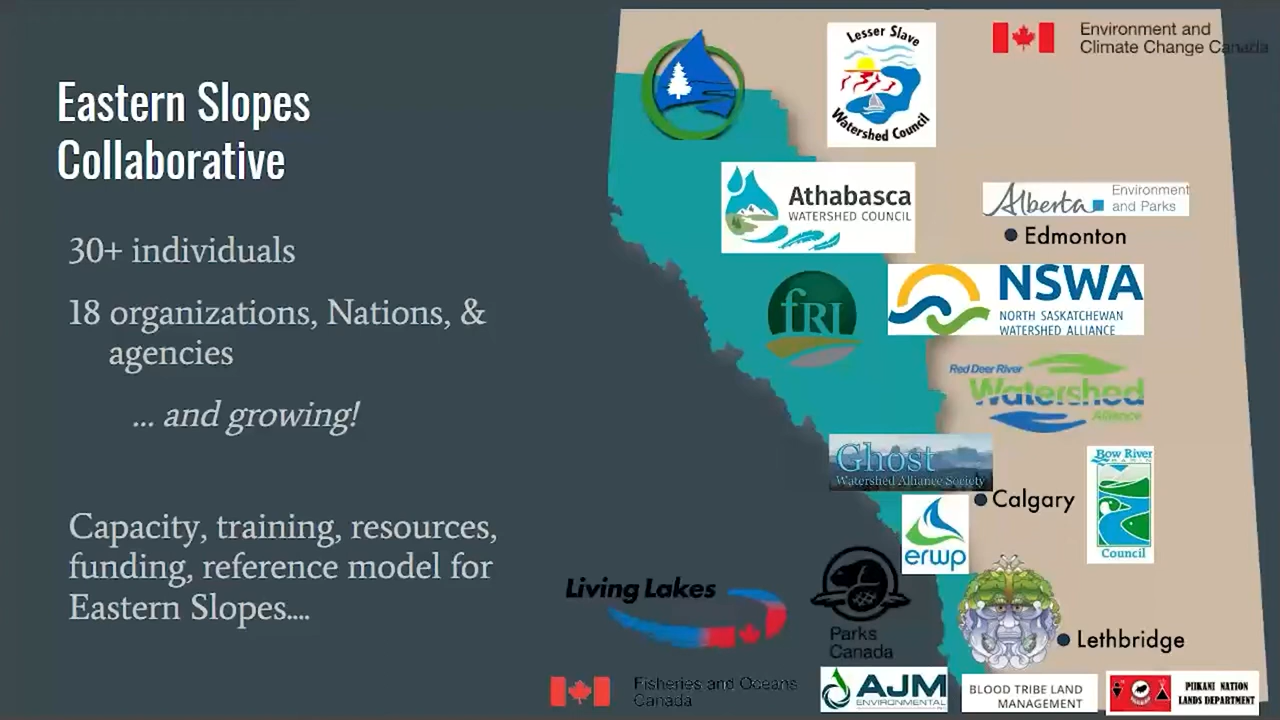 Eastern Slopes
Collaborative
30+ individuals
18 organizations, Nations, &
agencies
... and growing!
Capacity, training, resources,
funding, reference model for
Eastern Slopes....
Lesser Slave
Watershed Council
Environment and
Climate Change Canada
Athabasca
WATERSHED COUNCIL
Alberta
Environment
and Parks
Edmonton
fRI
NSWA
NORTH SASKATCHEWAN
WATERSHED ALLIANCE
Red Deer River
Watershed
Alliance
Ghost
Watershed Alliance Society
Calgary
Bow River
BASIN
Council
erwp
Living Lakes
Parks
Canada
Lethbridge
Fisheries and Oceans
Canada
AJM
ENVIRONMENTAL
BLOOD TRIBE LAND
MANAGEMENT
PIIKANI NATION
LANDS DEPARTMENT